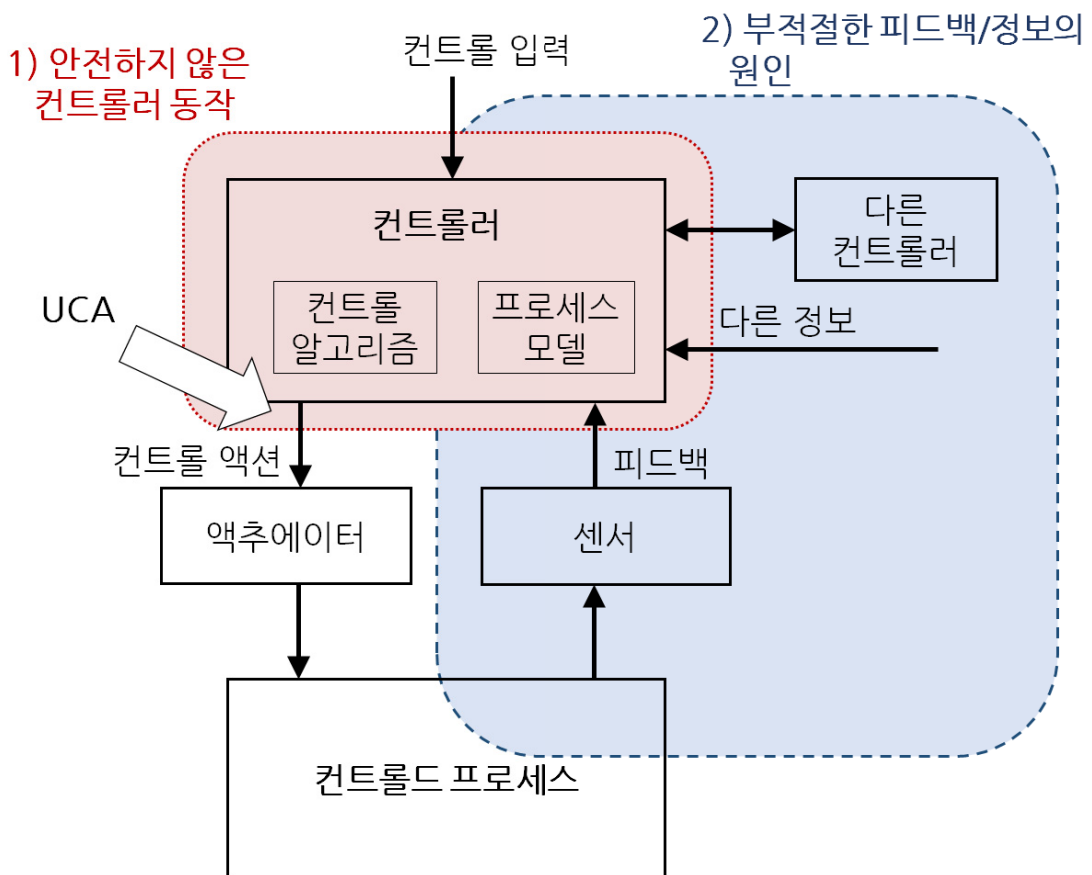 1) 안전하지 않은
컨트롤러 동작
컨트롤 입력
2) 부적절한 피드백/정보의
원인
컨트롤러
다른
컨트롤러
컨트롤
알고리즘
프로세스
모델
UCA
다른 정보
컨트롤 액션
피드백
액추에이터
센서
컨트롤드 프로세스